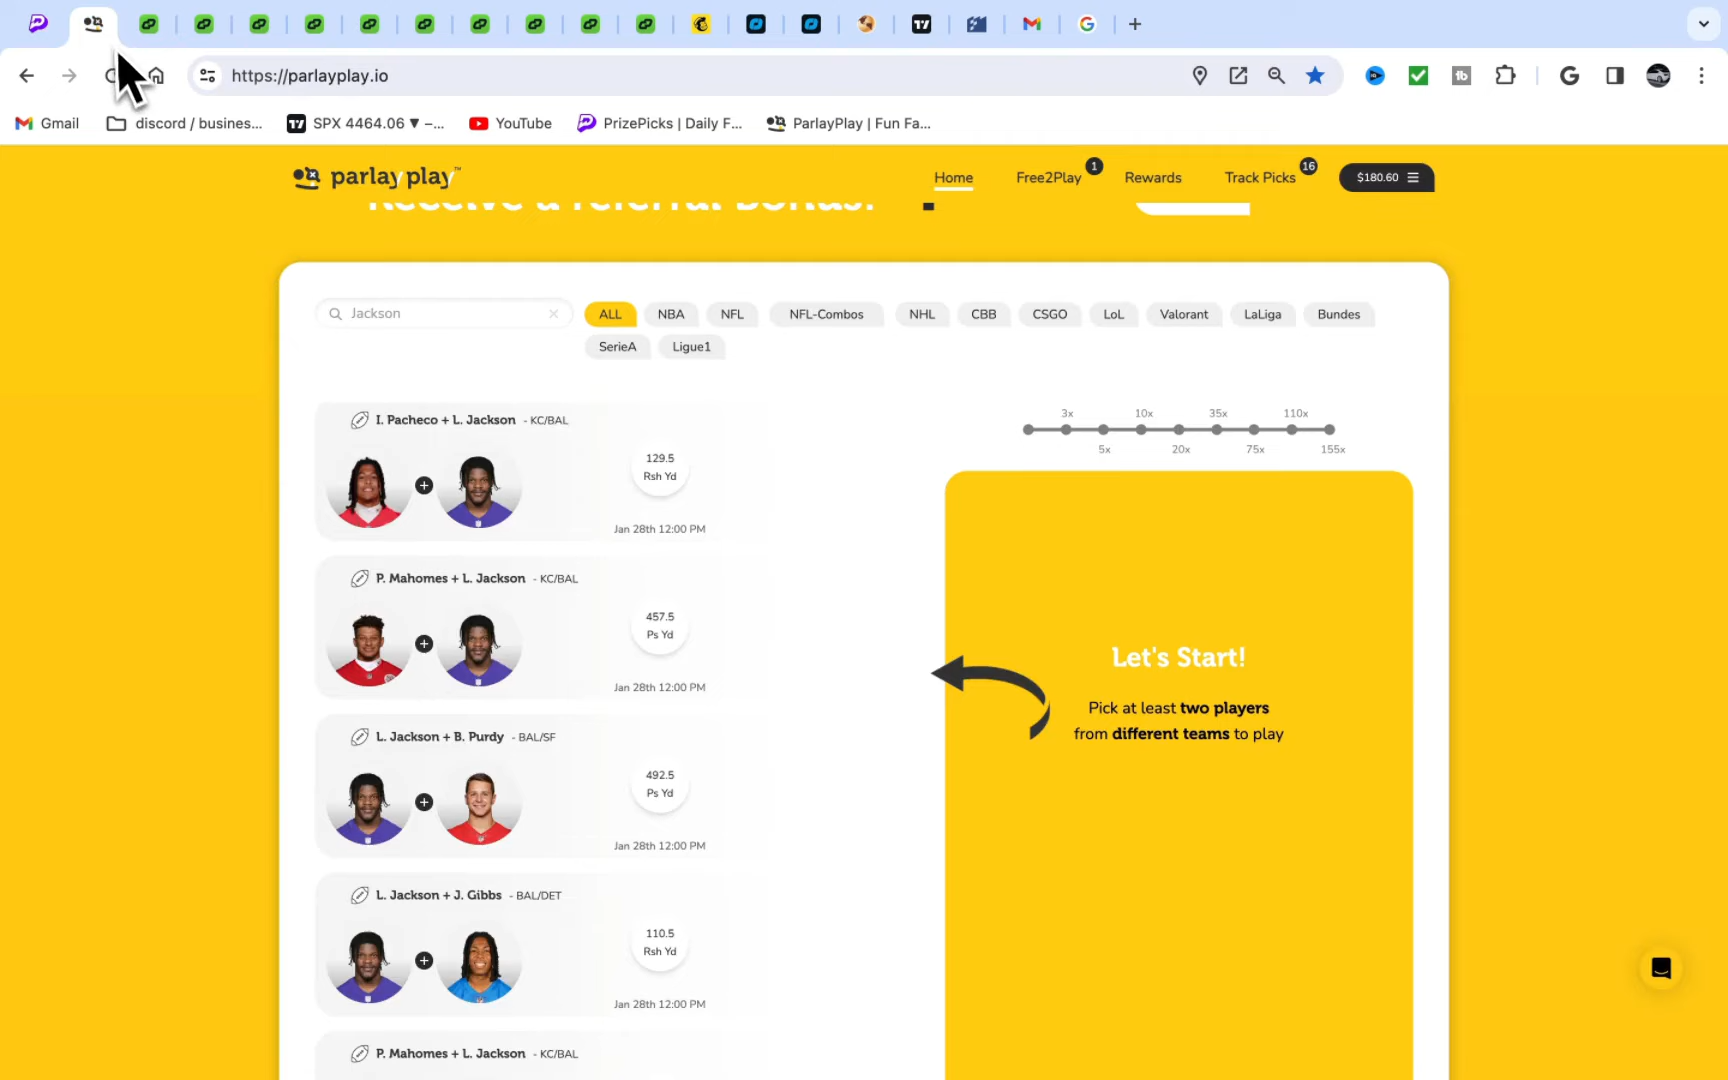 https://parlayplay.io
Gmail
discord / busines...
SPX 4464.06 ▼ –...
YouTube
PrizePicks | Daily F...
ParlayPlay | Fun Fa...
parlay play™
Home
Free2Play
1
Rewards
Track Picks
16
$180.60
Receive a referral bonus!
Jackson
ALL
NBA
NFL
NFL-Combos
NHL
CBB
CSGO
LoL
Valorant
LaLiga
Bundes
SerieA
Ligue1
I. Pacheco + L. Jackson - KC/BAL
129.5
Rsh Yd
Jan 28th 12:00 PM
P. Mahomes + L. Jackson - KC/BAL
457.5
Ps Yd
Jan 28th 12:00 PM
L. Jackson + B. Purdy - BAL/SF
492.5
Ps Yd
Jan 28th 12:00 PM
L. Jackson + J. Gibbs - BAL/DET
110.5
Rsh Yd
Jan 28th 12:00 PM
P. Mahomes + L. Jackson - KC/BAL
3x
10x
35x
110x
5x
20x
75x
155x
Let's Start!
Pick at least two players
from different teams to play